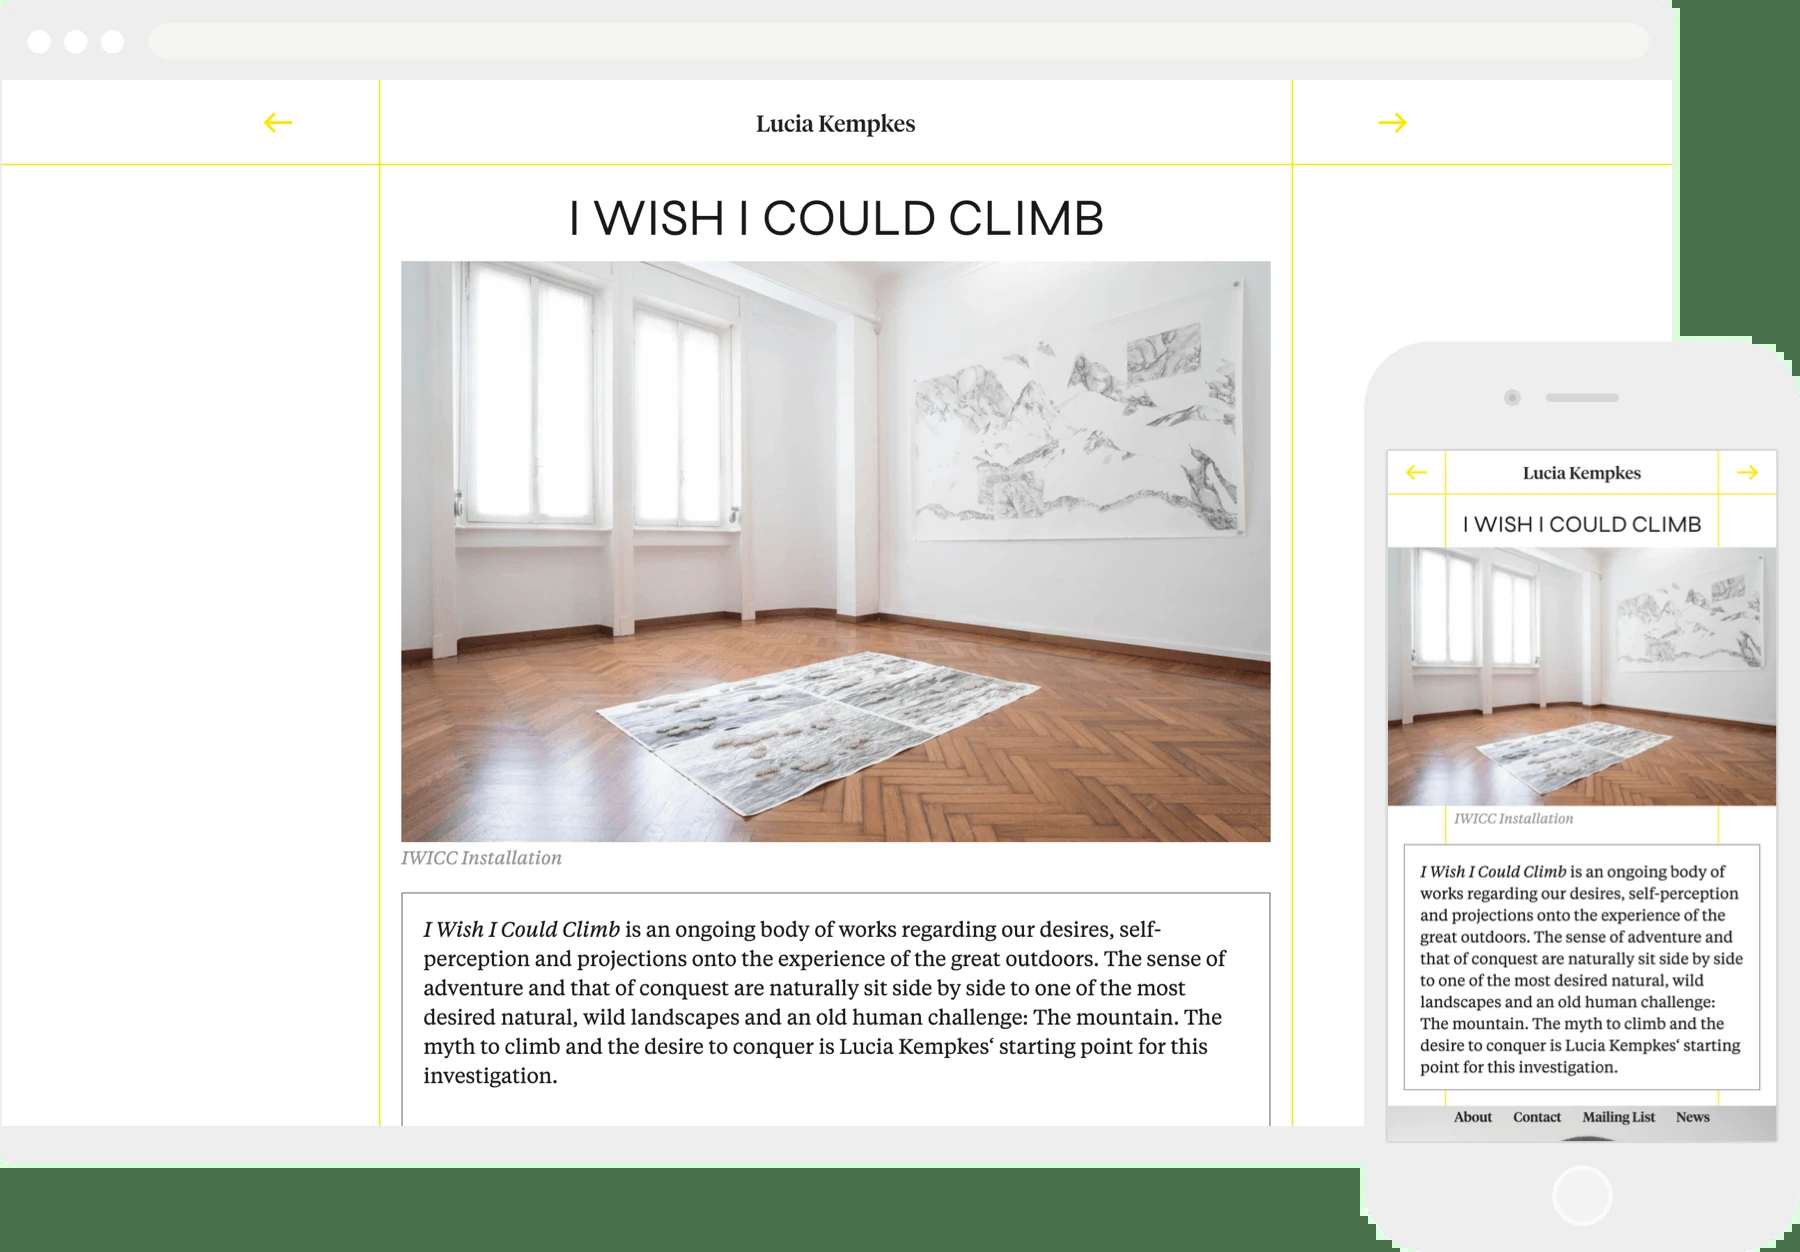 Lucia Kempkes
I WISH I COULD CLIMB
IWICC Installation
I Wish I Could Climb is an ongoing body of works regarding our desires, self-
perception and projections onto the experience of the great outdoors. The sense of
adventure and that of conquest are naturally sit side by side to one of the most
desired natural, wild landscapes and an old human challenge: The mountain. The
myth to climb and the desire to conquer is Lucia Kempkes‘ starting point for this
investigation.
Lucia Kempkes
I WISH I COULD CLIMB
IWICC Installation
I Wish I Could Climb is an ongoing body of
works regarding our desires, self-perception
and projections onto the experience of the
great outdoors. The sense of adventure and
that of conquest are naturally sit side by side
to one of the most desired natural, wild
landscapes and an old human challenge:
The mountain. The myth to climb and the
desire to conquer is Lucia Kempkes‘ starting
point for this investigation.
About Contact Mailing List News